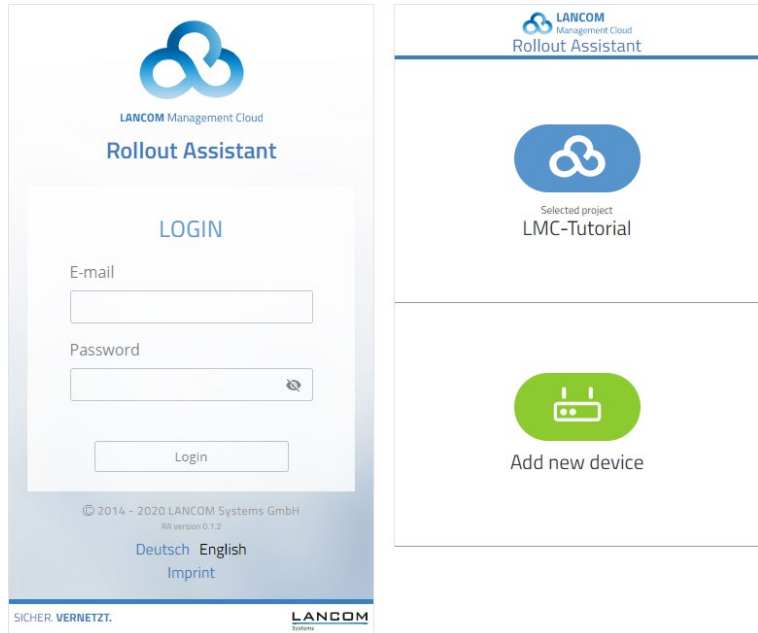 LANCOM Management Cloud
Rollout Assistant
LOGIN
E-mail
Password
Login
© 2014 - 2020 LANCOM Systems GmbH
RA version 0.1.2
Deutsch English
Imprint
SICHER. VERNETZT.
LANCOM
Systems
LANCOM
Management Cloud
Rollout Assistant
Selected project
LMC-Tutorial
Add new device